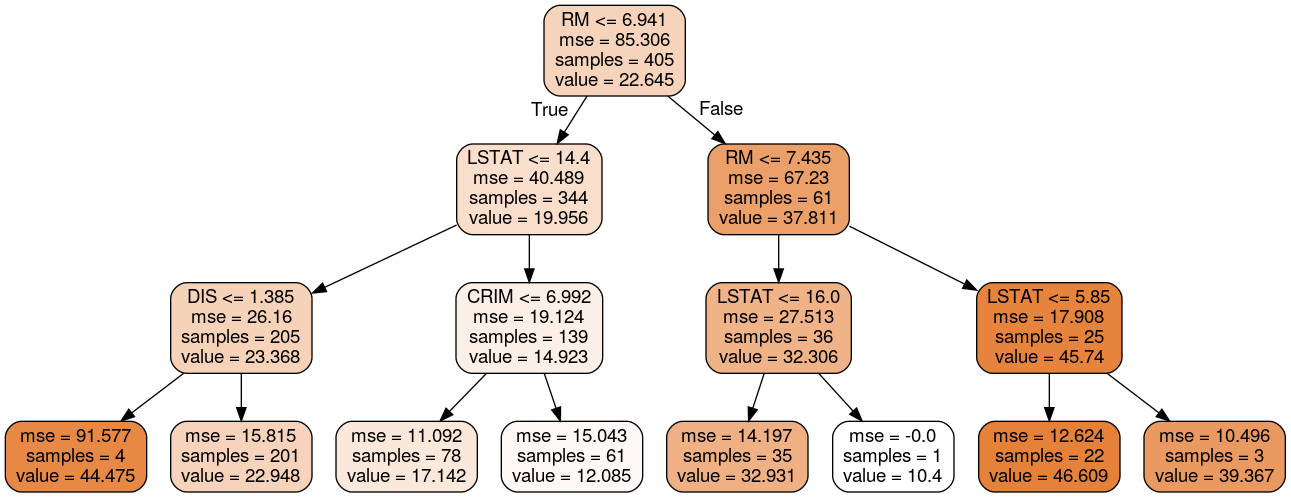 RM <= 6.941
mse = 85.306
samples = 405
value = 22.645
True
False
LSTAT <= 14.4
mse = 40.489
samples = 344
value = 19.956
RM <= 7.435
mse = 67.23
samples = 61
value = 37.811
DIS <= 1.385
mse = 26.16
samples = 205
value = 23.368
CRIM <= 6.992
mse = 19.124
samples = 139
value = 14.923
LSTAT <= 16.0
mse = 27.513
samples = 36
value = 32.306
LSTAT <= 5.85
mse = 17.908
samples = 25
value = 45.74
mse = 91.577
samples = 4
value = 44.475
mse = 15.815
samples = 201
value = 22.948
mse = 11.092
samples = 78
value = 17.142
mse = 15.043
samples = 61
value = 12.085
mse = 14.197
samples = 35
value = 32.931
mse = -0.0
samples = 1
value = 10.4
mse = 12.624
samples = 22
value = 46.609
mse = 10.496
samples = 3
value = 39.367